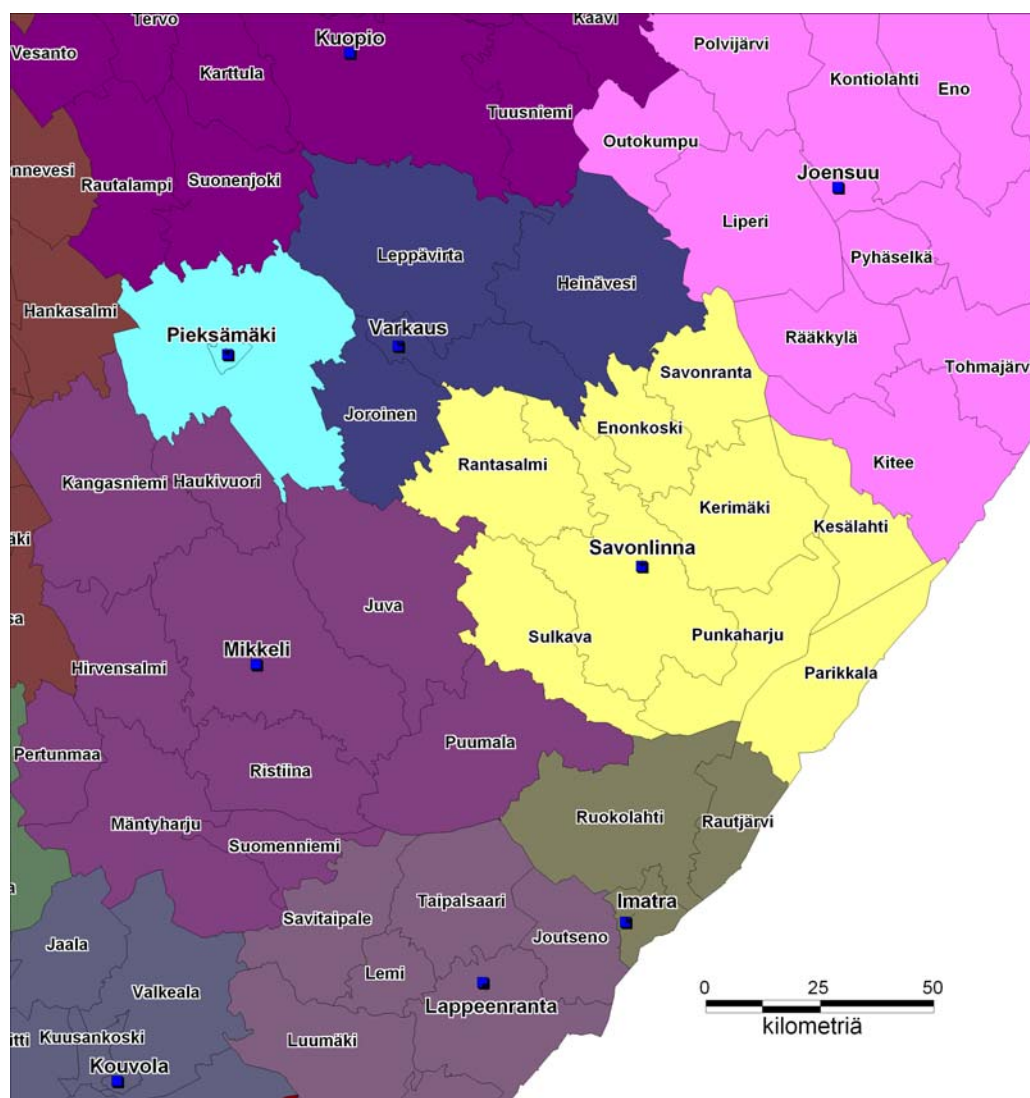 Tervo
Kaavi
Vesanto
Kuopio
Polvijärvi
Karttula
Kontiolahti
Eno
Tuusniemi
Outokumpu
nnevesi
Rautalampi
Suonenjoki
Joensuu
Liperi
Leppävirta
Pyhäselkä
Heinävesi
Hankasalmi
Pieksämäki
Varkaus
Rääkkylä
Tohmajärv
Savonranta
Joroinen
Enonkoski
Rantasalmi
Kitee
Kangasniemi
Haukivuori
Kerimäki
Kesälahti
äki
Savonlinna
Juva
sa
Sulkava
Punkaharju
Mikkeli
Hirvensalmi
Parikkala
Puumala
Pertunmaa
Ristiina
Ruokolahti
Rautjärvi
Mäntyharju
Suomenniemi
a
Taipalsaari
Imatra
Savitaipale
Jaala
Joutseno
Lemi
Valkeala
0 25 50
kilometriä
Lappeenranta
Kuusankoski
itti
Luumäki
Kouvola